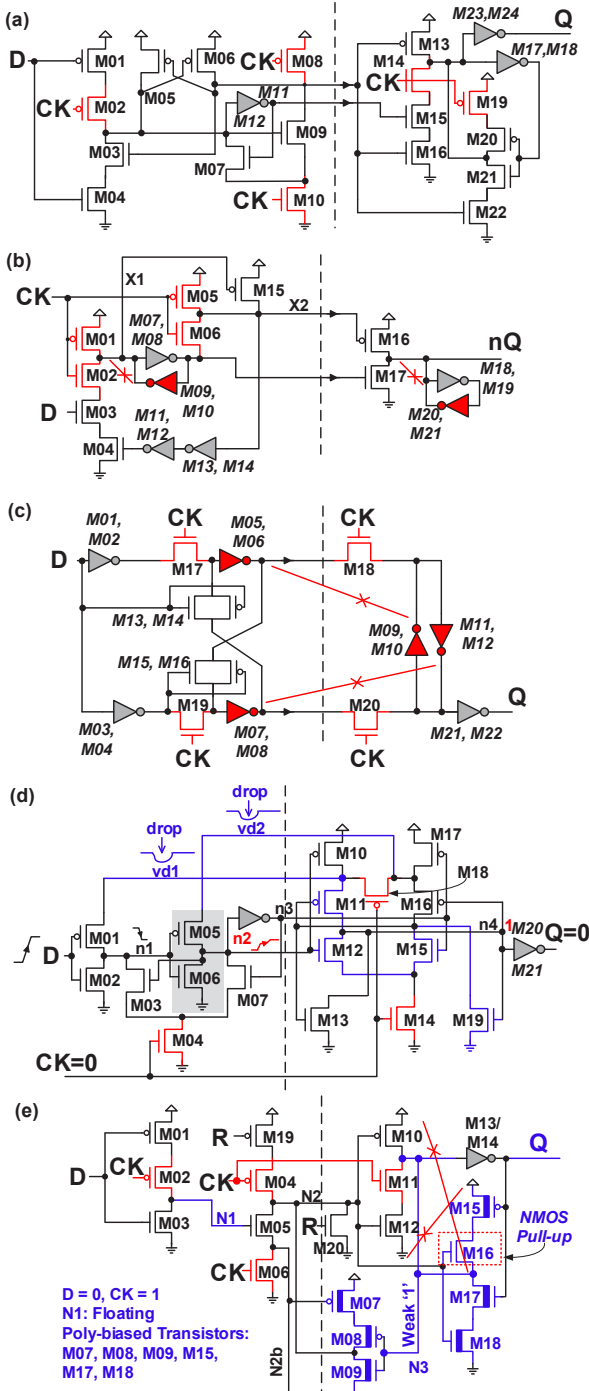 (a)
M23,M24
Q
D
M01
M06
M08
CK
M13
M17,M18
M05
M14
CK
CK
M02
M11
M12
M19
M15
M09
M20
M03
M07
M16
M21
M04
CK
M10
M22
(b)
X1
M15
CK
M05
X2
M07,
M08
M01
M06
M16
nQ
M02
M17
M18,
M19
M09,
M10
D
M03
M11,
M12
M20,
M21
M04
M13, M14
(c)
M01,
M02
CK
M05,
M06
CK
D
M17
M18
M13, M14
M09,
M10
M11,
M12
M15, M16
M19
M20
Q
M03,
M04
CK
M07,
M08
CK
M21, M22
(d)
drop
vd2
drop
vd1
M10
M17
M18
n3
M11
M16
n4
1
M20
Q=0
M01
n1
M05
n2
D
M12
M15
M21
M02
M06
M03
M07
M13
M14
M19
M04
CK=0
(e)
M01
R
M19
M10
M13/
M14
Q
D
CK
M02
CK
M04
M11
M15
NMOS
Pull-up
N2
N1
M05
R
M12
M16
M03
M20
CK
M06
M17
M07
Weak '1'
D = 0, CK = 1
N1: Floating
Poly-biased Transistors:
M07, M08, M09, M15,
M17, M18
M08
M18
N2b
M09
N3